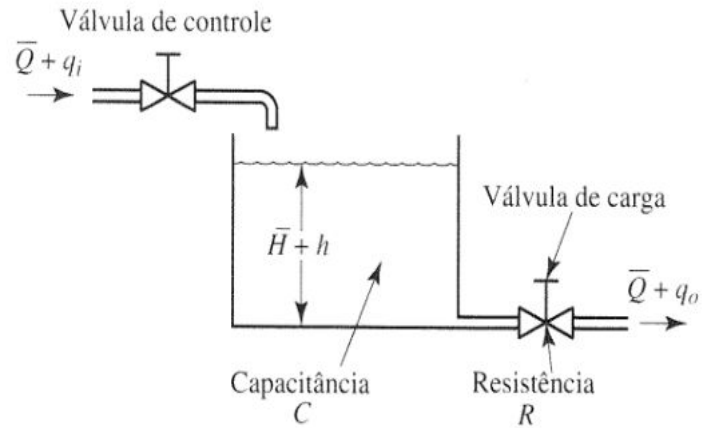 Válvula de controle
Q̅ + qᵢ
Válvula de carga
H̅ + h
Q̅ + qₒ
Capacitância
C
Resistência
R